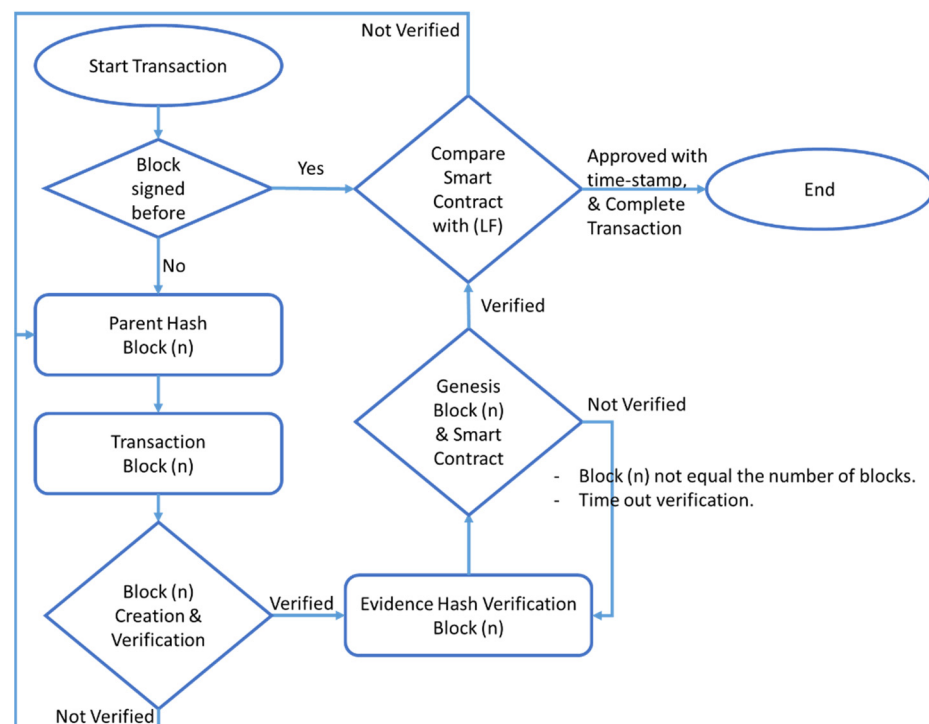 Not Verified
Start Transaction
Block
signed
before
Yes
Compare
Smart
Contract
with (LF)
Approved with
time-stamp,
& Complete
Transaction
End
No
Parent Hash
Block (n)
Verified
Genesis
Block (n)
& Smart
Contract
Not Verified
- Block (n) not equal the number of blocks.
- Time out verification.
Transaction
Block (n)
Block (n)
Creation &
Verification
Verified
Evidence Hash Verification
Block (n)
Not Verified